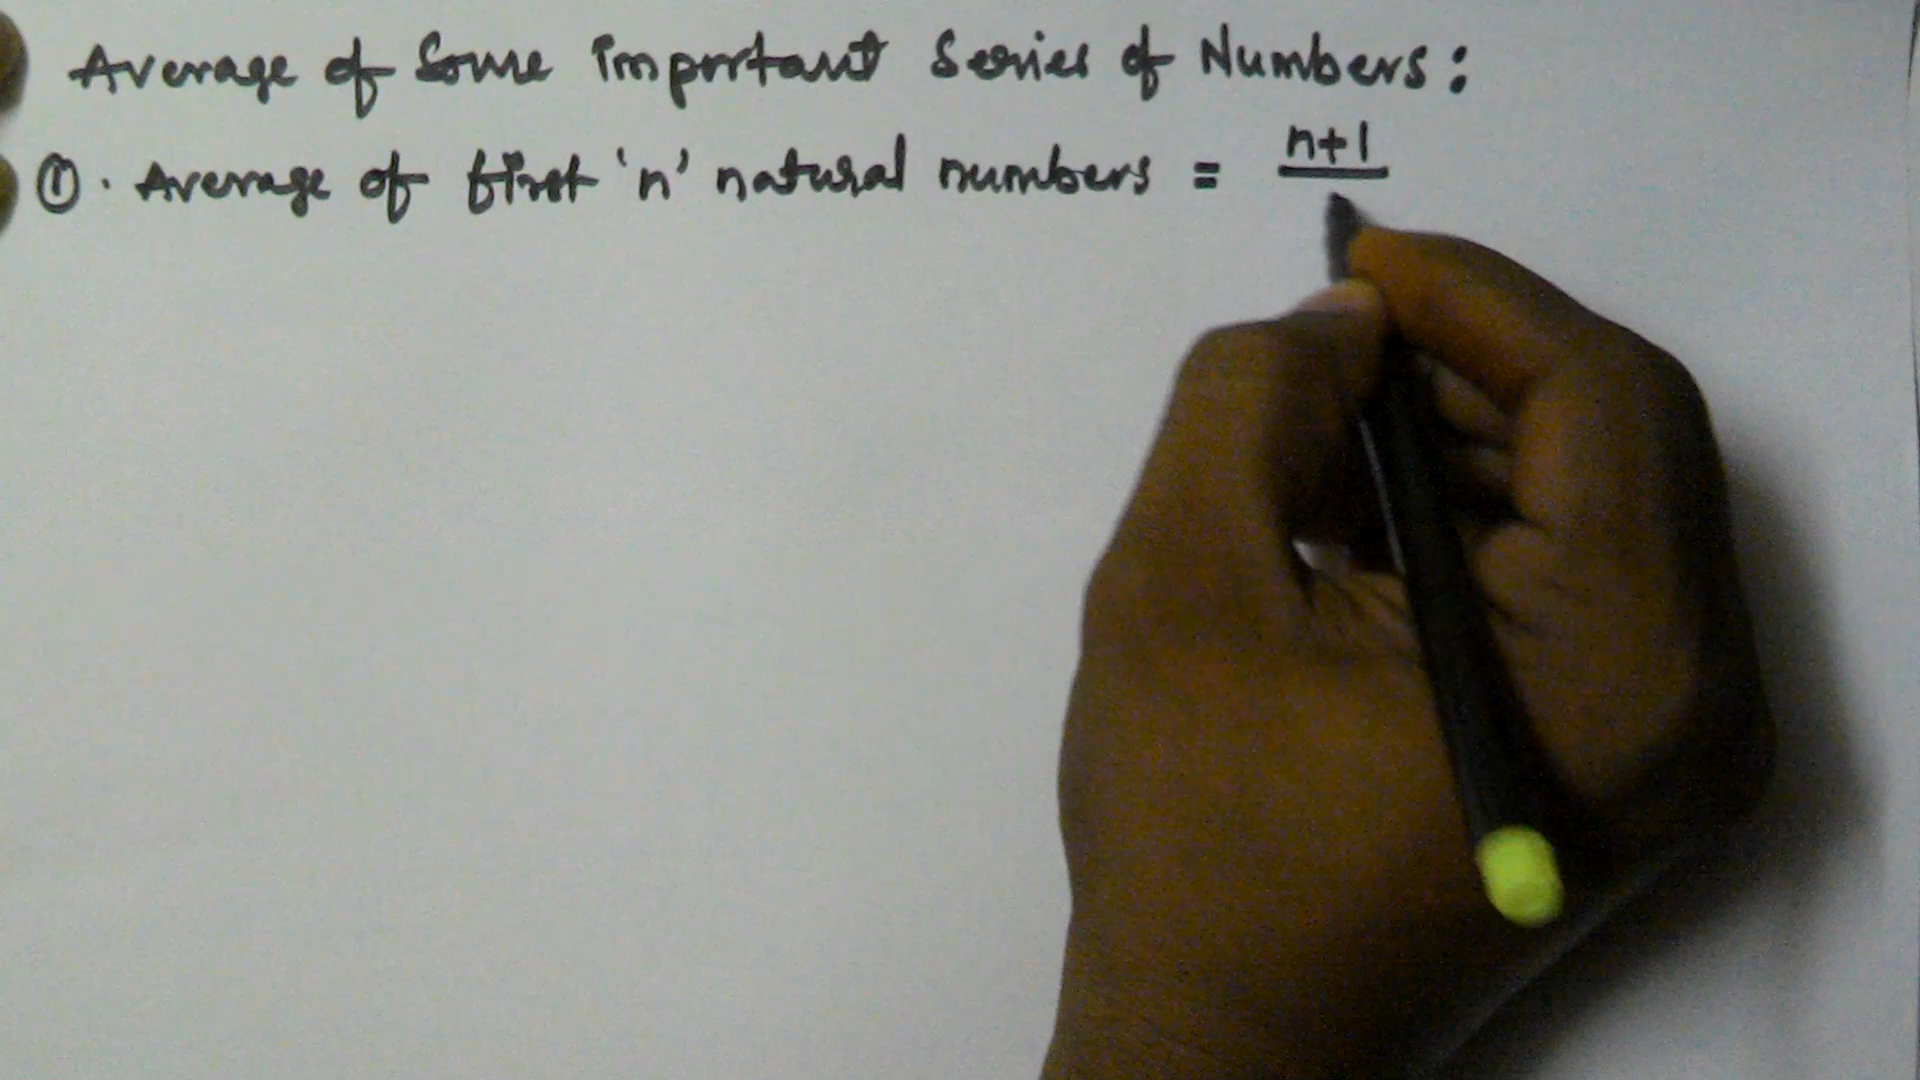 Average of Some Important Series of Numbers:
①. Average of first 'n' natural numbers = n+1/